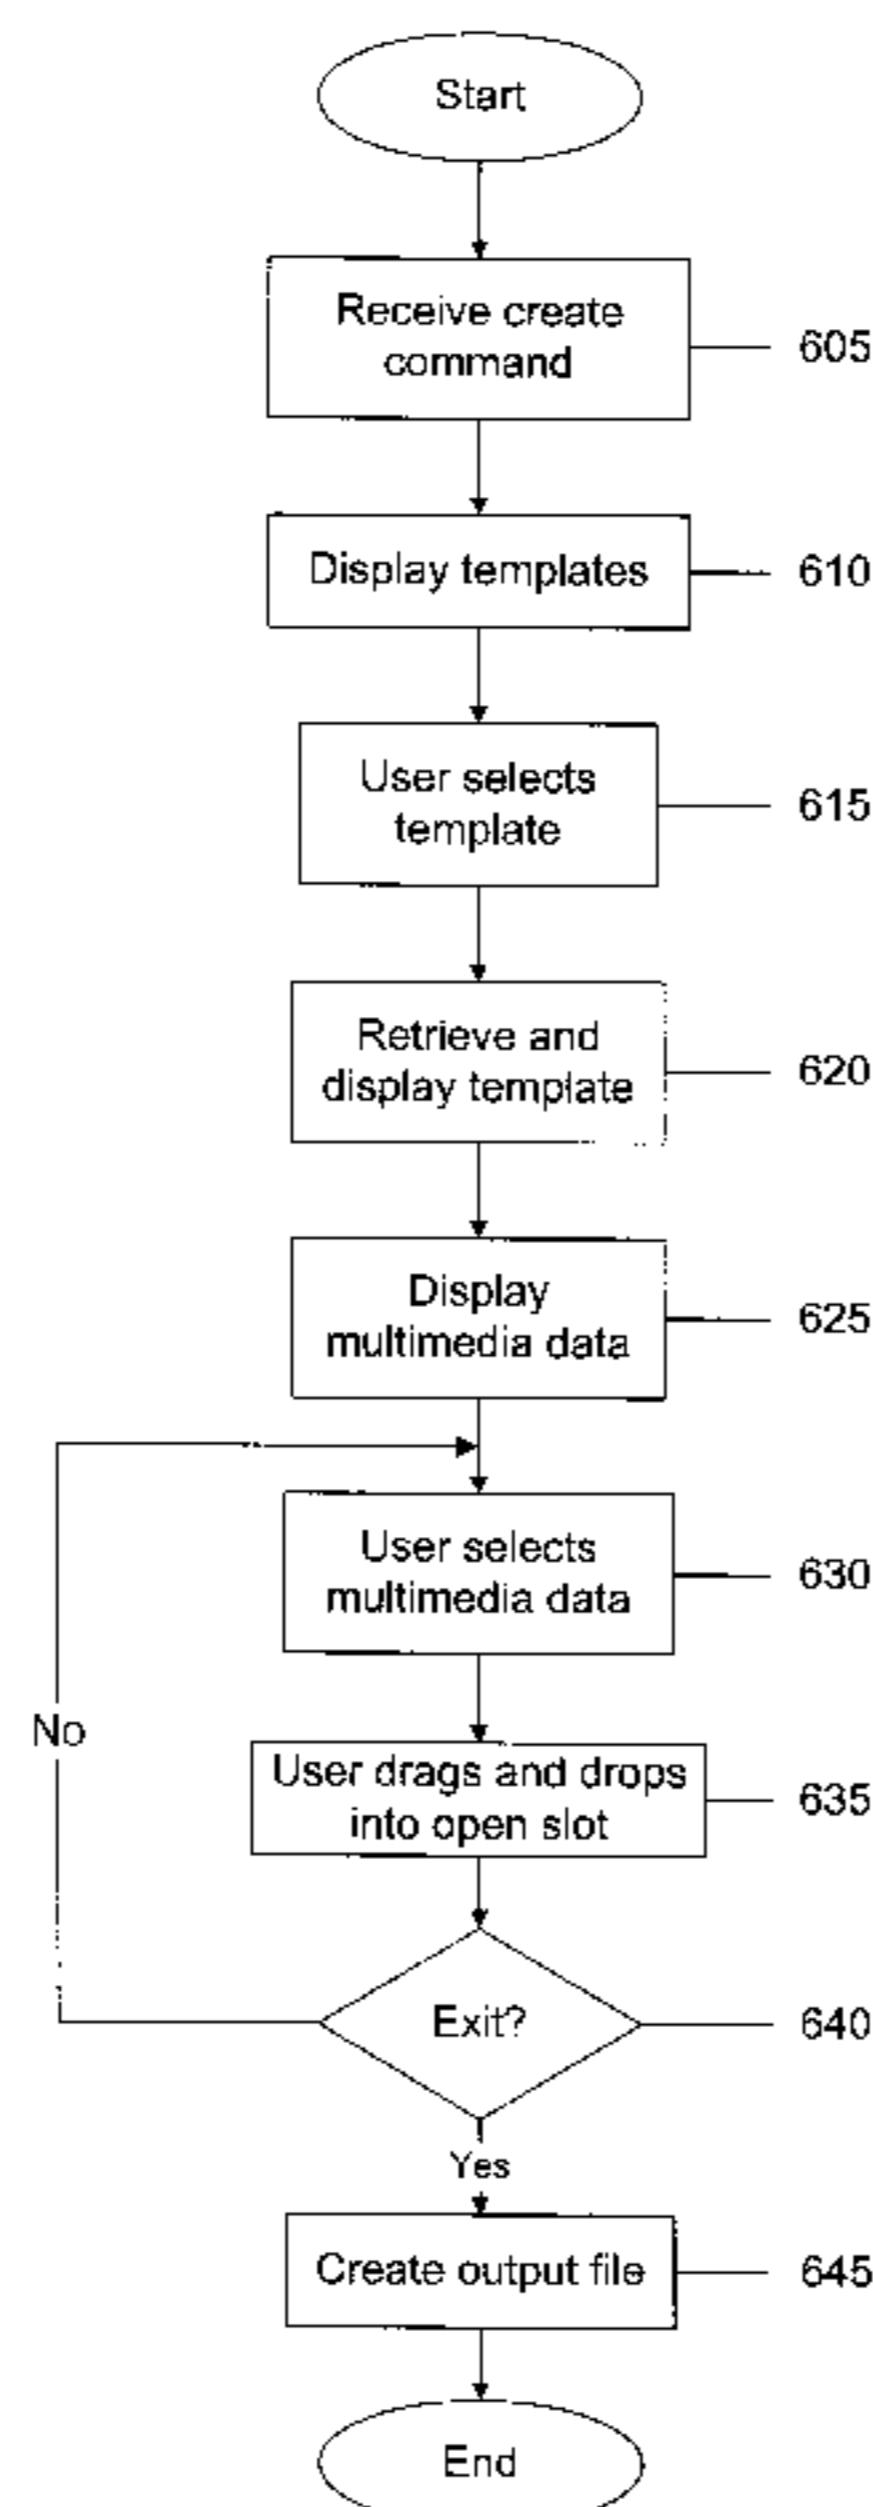 Start
Receive create
command
605
Display templates
610
User selects
template
615
Retrieve and
display template
620
Display
multimedia data
625
User selects
multimedia data
630
No
User drags and drops
into open slot
635
Exit?
640
Yes
Create output file
645
End